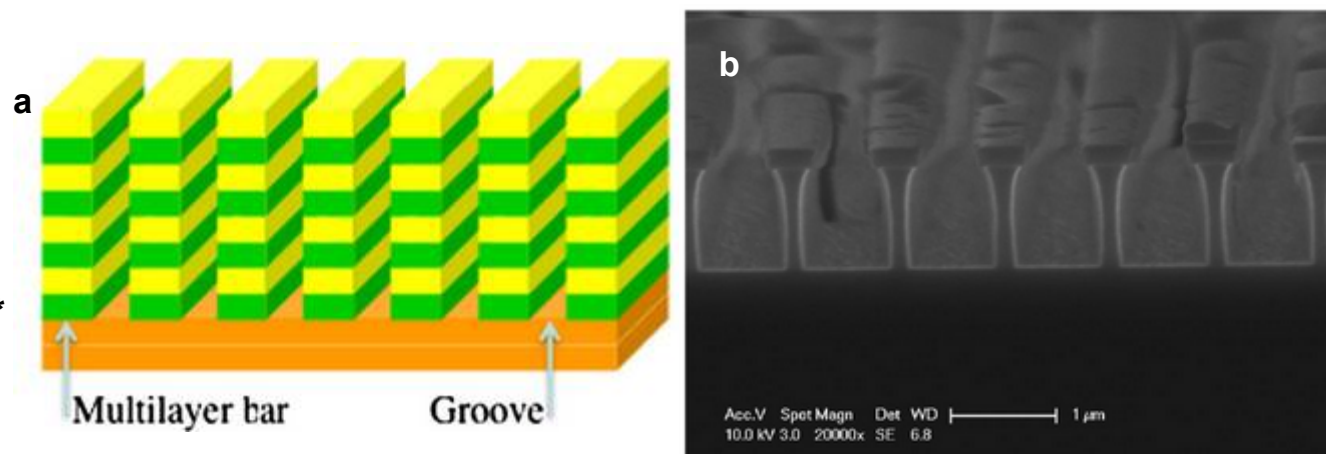 a
*
Multilayer bar
Groove
b
Acc.V Spot Magn Det WD
10.0 kV 3.0 20000x SE 6.8
1 μm